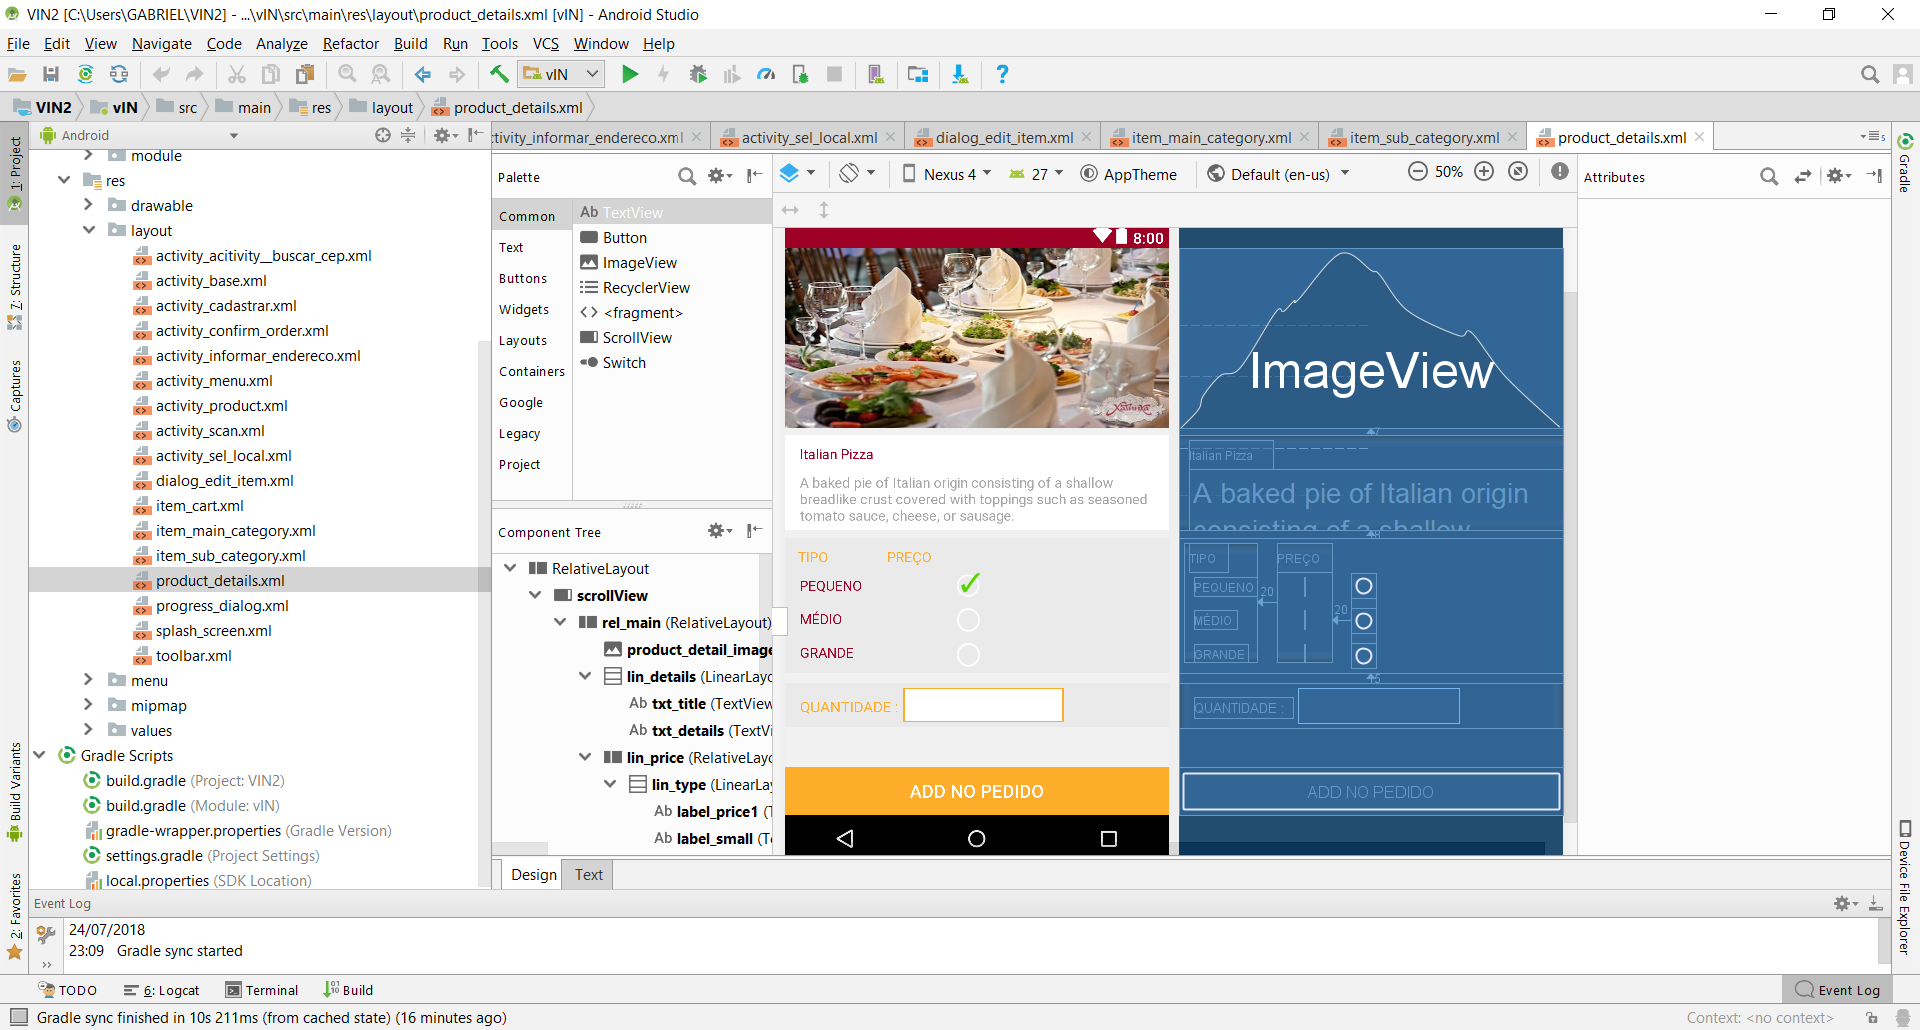 VIN2 [C:\Users\GABRIEL\VIN2] - ...\vIN\src\main\res\layout\product_details.xml [vIN] - Android Studio
File Edit View Navigate Code Analyze Refactor Build Run Tools VCS Window Help
vIN
VIN2 vIN src main res layout product_details.xml
Android
ctivity_informar_endereco.xml activity_sel_local.xml dialog_edit_item.xml item_main_category.xml item_sub_category.xml product_details.xml
1: Project
7: Structure
Captures
Build Variants
2: Favorites
module
res
drawable
layout
activity_acitivity__buscar_cep.xml
activity_base.xml
activity_cadastrar.xml
activity_confirm_order.xml
activity_informar_endereco.xml
activity_menu.xml
activity_product.xml
activity_scan.xml
activity_sel_local.xml
dialog_edit_item.xml
item_cart.xml
item_main_category.xml
item_sub_category.xml
product_details.xml
progress_dialog.xml
splash_screen.xml
toolbar.xml
menu
mipmap
values
Gradle Scripts
build.gradle (Project: VIN2)
build.gradle (Module: vIN)
gradle-wrapper.properties (Gradle Version)
settings.gradle (Project Settings)
local.properties (SDK Location)
Palette
Common
Text
Buttons
Widgets
Layouts
Containers
Google
Legacy
Project
Ab TextView
Button
ImageView
RecyclerView
<fragment>
ScrollView
Switch
Component Tree
RelativeLayout
scrollView
rel_main (RelativeLayout)
product_detail_image
lin_details (LinearLayo
Ab txt_title (TextView
Ab txt_details (TextVi
lin_price (RelativeLayo
lin_type (LinearLay
Ab label_price1 (T
Ab label_small (Te
Nexus 4 27 AppTheme Default (en-us) 50%
8:00
Italian Pizza
A baked pie of Italian origin consisting of a shallow
breadlike crust covered with toppings such as seasoned
tomato sauce, cheese, or sausage.
TIPO PREÇO
PEQUENO
MÉDIO
GRANDE
QUANTIDADE :
ADD NO PEDIDO
ImageView
Italian Pizza
A baked pie of Italian origin
consisting of a shallow
TIPO PREÇO
PEQUENO 20
MÉDIO 20
GRANDE
15
QUANTIDADE :
ADD NO PEDIDO
Attributes
Gradle
Device File Explorer
Design Text
Event Log
24/07/2018
23:09 Gradle sync started
TODO 6: Logcat Terminal Build Event Log
Gradle sync finished in 10s 211ms (from cached state) (16 minutes ago) Context: <no context>